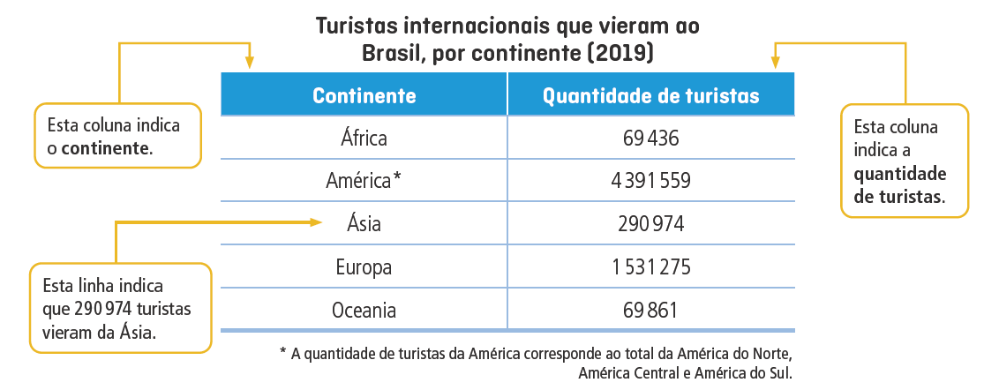 Turistas internacionais que vieram ao
Brasil, por continente (2019)
Continente Quantidade de turistas
África 69 436
América* 4 391 559
Ásia 290 974
Europa 1 531 275
Oceania 69 861
* A quantidade de turistas da América corresponde ao total da América do Norte,
América Central e América do Sul.
Esta coluna indica
o continente.
Esta linha indica
que 290 974 turistas
vieram da Ásia.
Esta coluna
indica a
quantidade
de turistas.